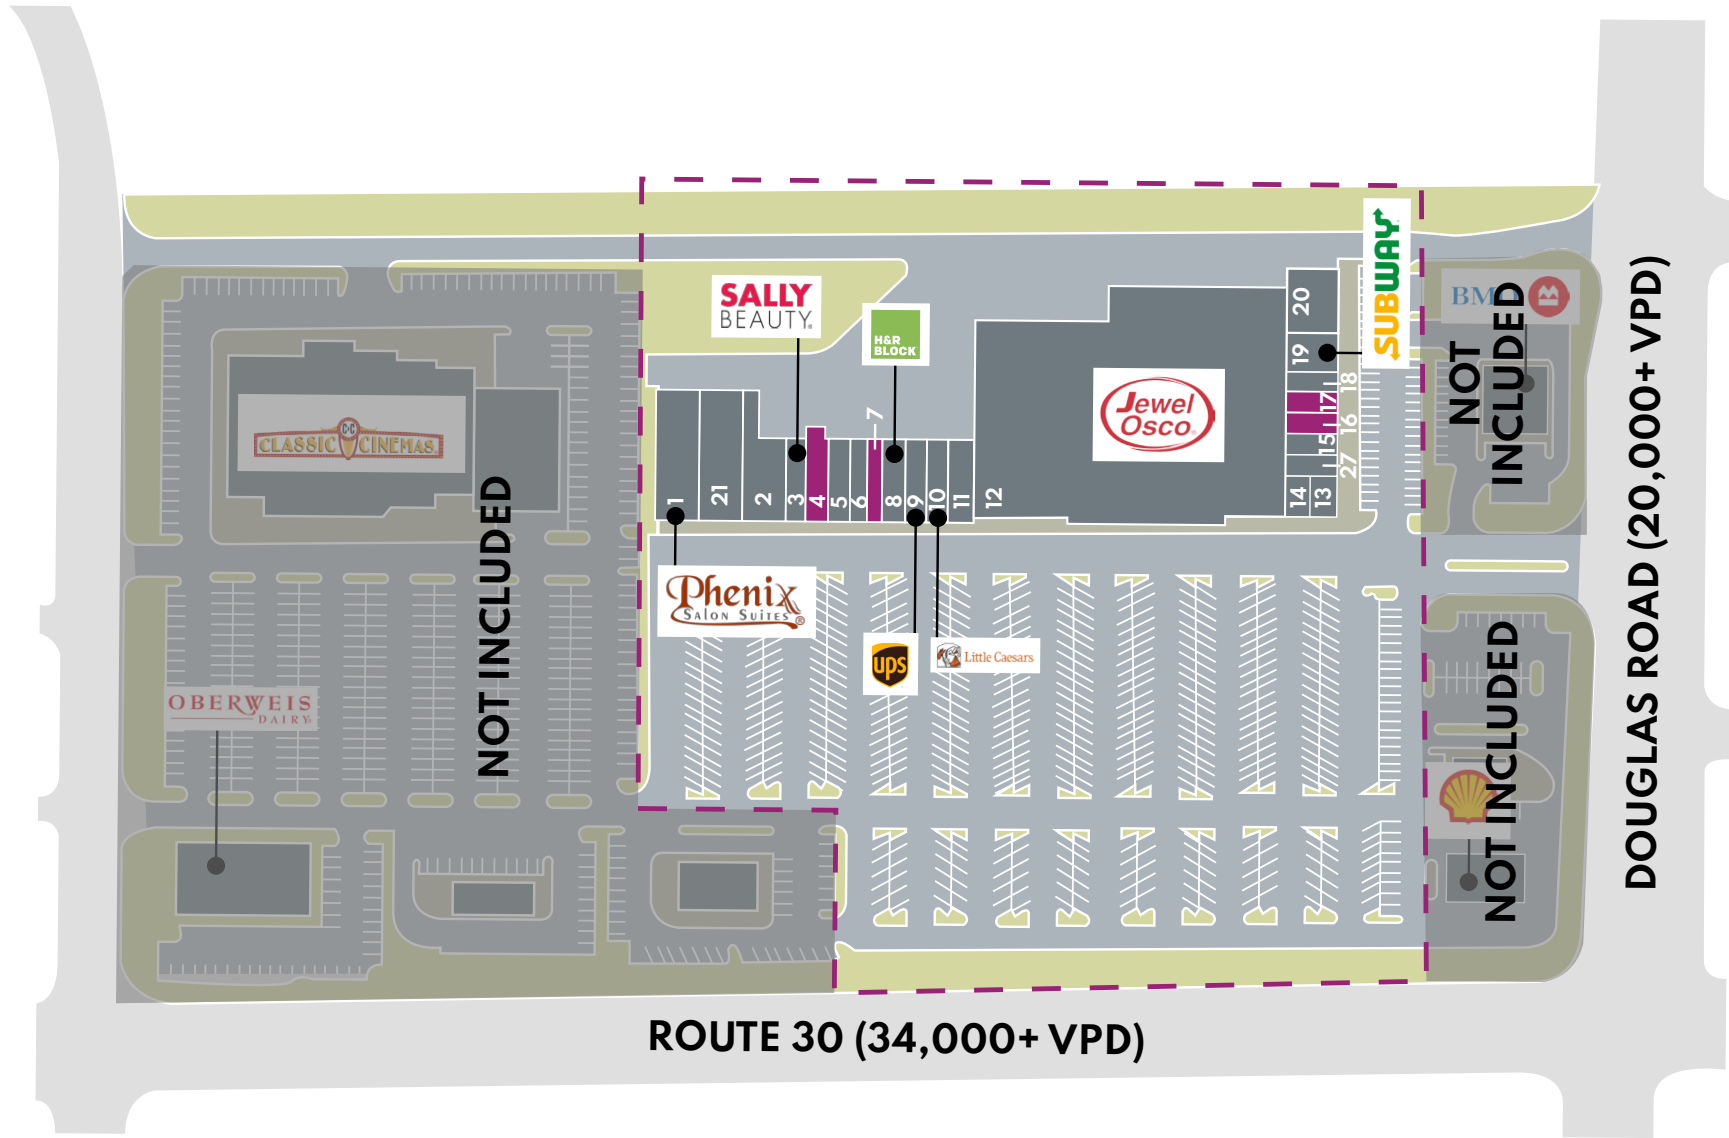 SALLY
BEAUTY
H&R
BLOCK
SUBWAY
BMO
NOT
INCLUDED
CLASSIC CINEMAS
C·C
Jewel
Osco
20
19
18
17
16
15
27
14
13
7
1
21
2
3
4
5
6
8
9
10
11
12
Phenix
SALON SUITES®
ups
Little Caesars
NOT INCLUDED
OBERWEIS
DAIRY
NOT INCLUDED
DOUGLAS ROAD (20,000+ VPD)
ROUTE 30 (34,000+ VPD)